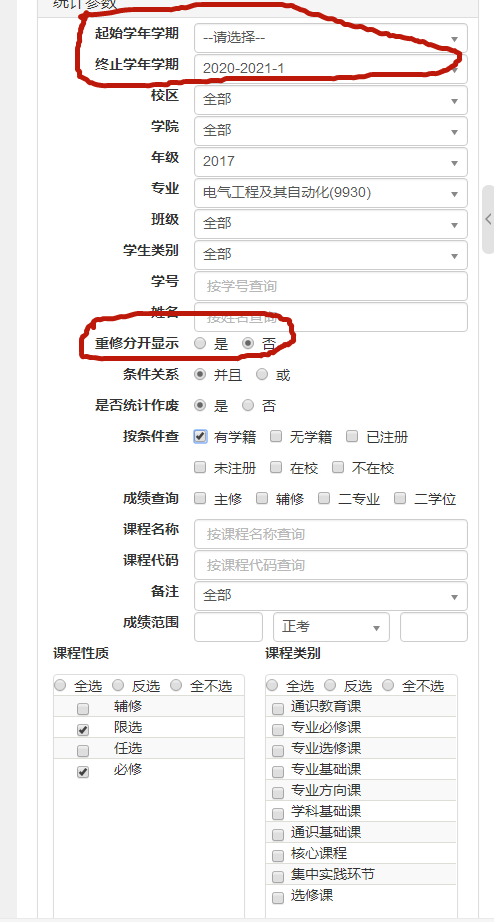 统计参数
起始学年学期 --请选择--
终止学年学期 2020-2021-1
校区 全部
学院 全部
年级 2017
专业 电气工程及其自动化(9930)
班级 全部
学生类别 全部
学号 按学号查询
姓名 按姓名查询
重修分开显示 是 否
条件关系 并且 或
是否统计作废 是 否
按条件查 有学籍 无学籍 已注册
未注册 在校 不在校
成绩查询 主修 辅修 二专业 二学位
课程名称 按课程名称查询
课程代码 按课程代码查询
备注 全部
成绩范围 正考
课程性质 课程类别
全选 反选 全不选 全选 反选 全不选
辅修 通识教育课
限选 专业必修课
任选 专业选修课
必修 专业基础课
专业方向课
学科基础课
通识基础课
核心课程
集中实践环节
选修课